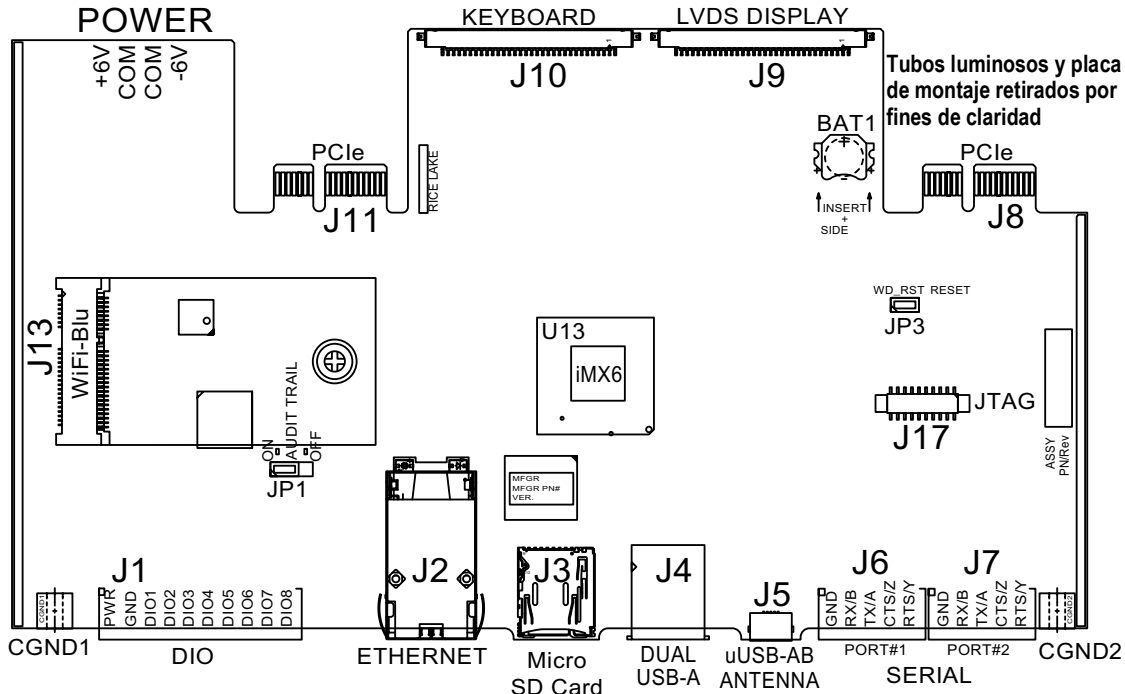 POWER
KEYBOARD
LVDS DISPLAY
+6V
COM
COM
-6V
J10
J9
Tubos luminosos y placa
de montaje retirados por
fines de claridad
BAT1
PCIe
PCIe
RICE LAKE
J11
INSERT
+
SIDE
J8
WD_RST RESET
JP3
J13
WiFi-Blu
U13
iMX6
ON
AUDIT TRAIL
OFF
JP1
JTAG
J17
ASSY
PN/Rev
MFGR
MFGR PN#
VER.
J1
J2
J3
J4
J5
J6
J7
CGND1
PWR
GND
DIO1
DIO2
DIO3
DIO4
DIO5
DIO6
DIO7
DIO8
GND
RX/B
TX/A
CTS/Z
RTS/Y
GND
RX/B
TX/A
CTS/Z
RTS/Y
CGND2
CGND1
DIO
ETHERNET
Micro
SD Card
DUAL
USB-A
uUSB-AB
ANTENNA
PORT#1
PORT#2
SERIAL
CGND2